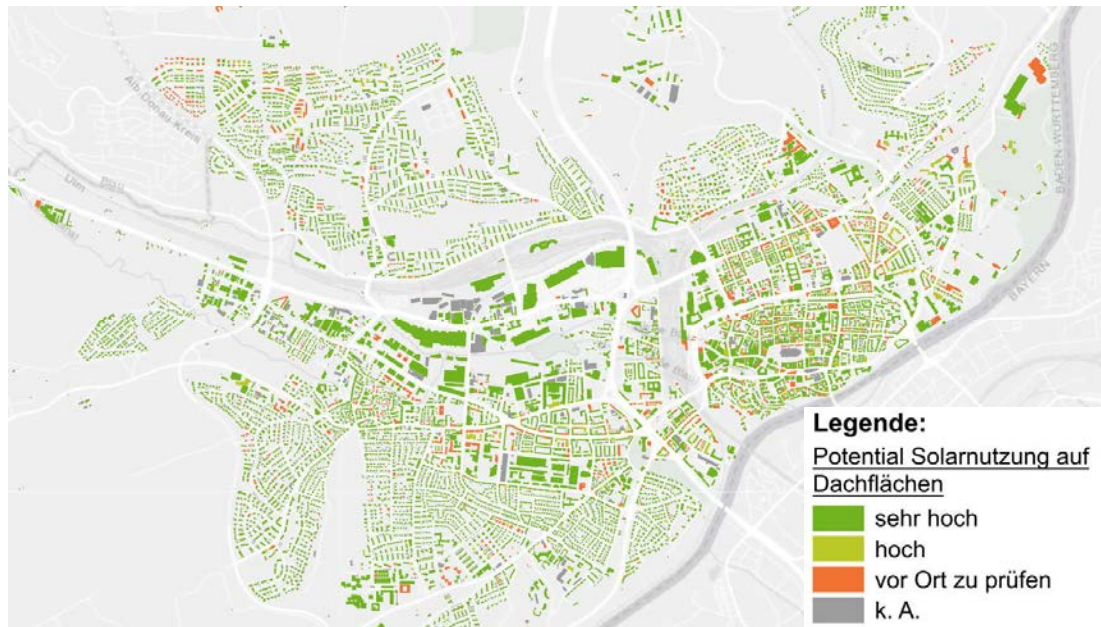 Alb-Donau-Kreis
Ulm
Blau
BADEN-WÜRTTEMBERG
BAYERN
Legende:
Potential Solarnutzung auf
Dachflächen
sehr hoch
hoch
vor Ort zu prüfen
k. A.